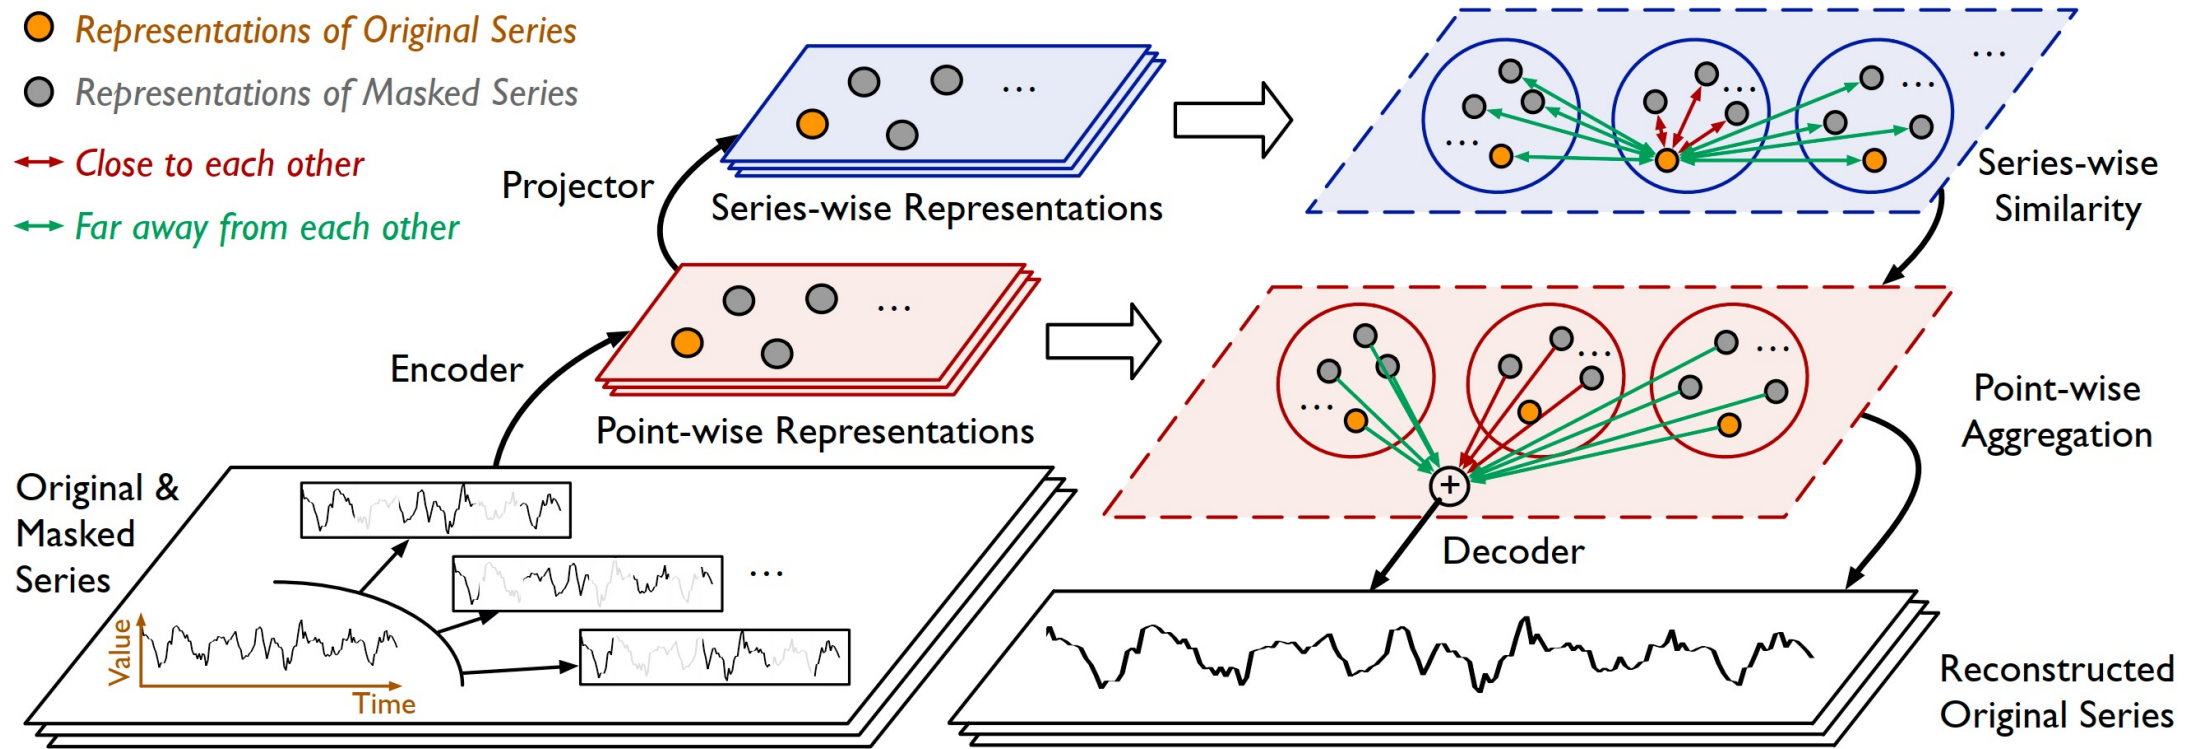 Representations of Original Series
Representations of Masked Series
Close to each other
Far away from each other
Projector
Series-wise Representations
...
...
...
...
...
Series-wise
Similarity
Encoder
Point-wise Representations
...
...
...
...
Point-wise
Aggregation
+
Decoder
Original &
Masked
Series
...
Value
Time
Reconstructed
Original Series